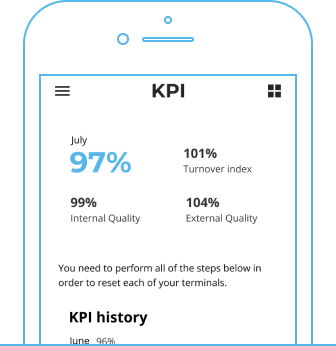 KPI
July
97%
101%
Turnover index
99%
Internal Quality
104%
External Quality
You need to perform all of the steps below in
order to reset each of your terminals.
KPI history
June 96%